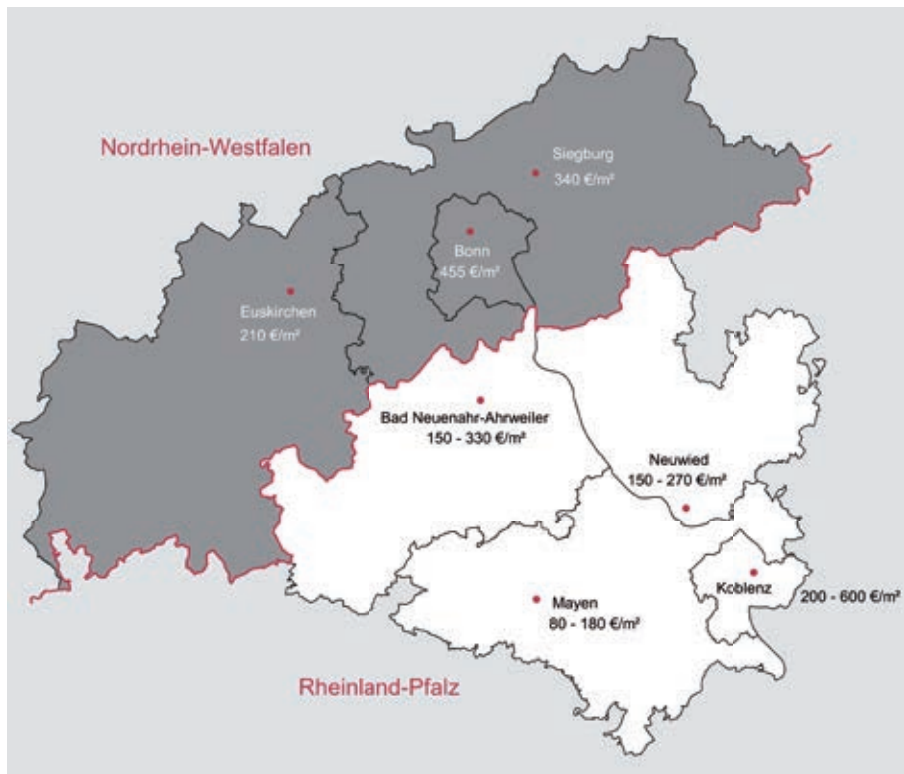 Nordrhein-Westfalen
Siegburg
340 €/m²
Bonn
455 €/m²
Euskirchen
210 €/m²
Bad Neuenahr-Ahrweiler
150 - 330 €/m²
Neuwied
150 - 270 €/m²
Koblenz
200 - 600 €/m²
Mayen
80 - 180 €/m²
Rheinland-Pfalz